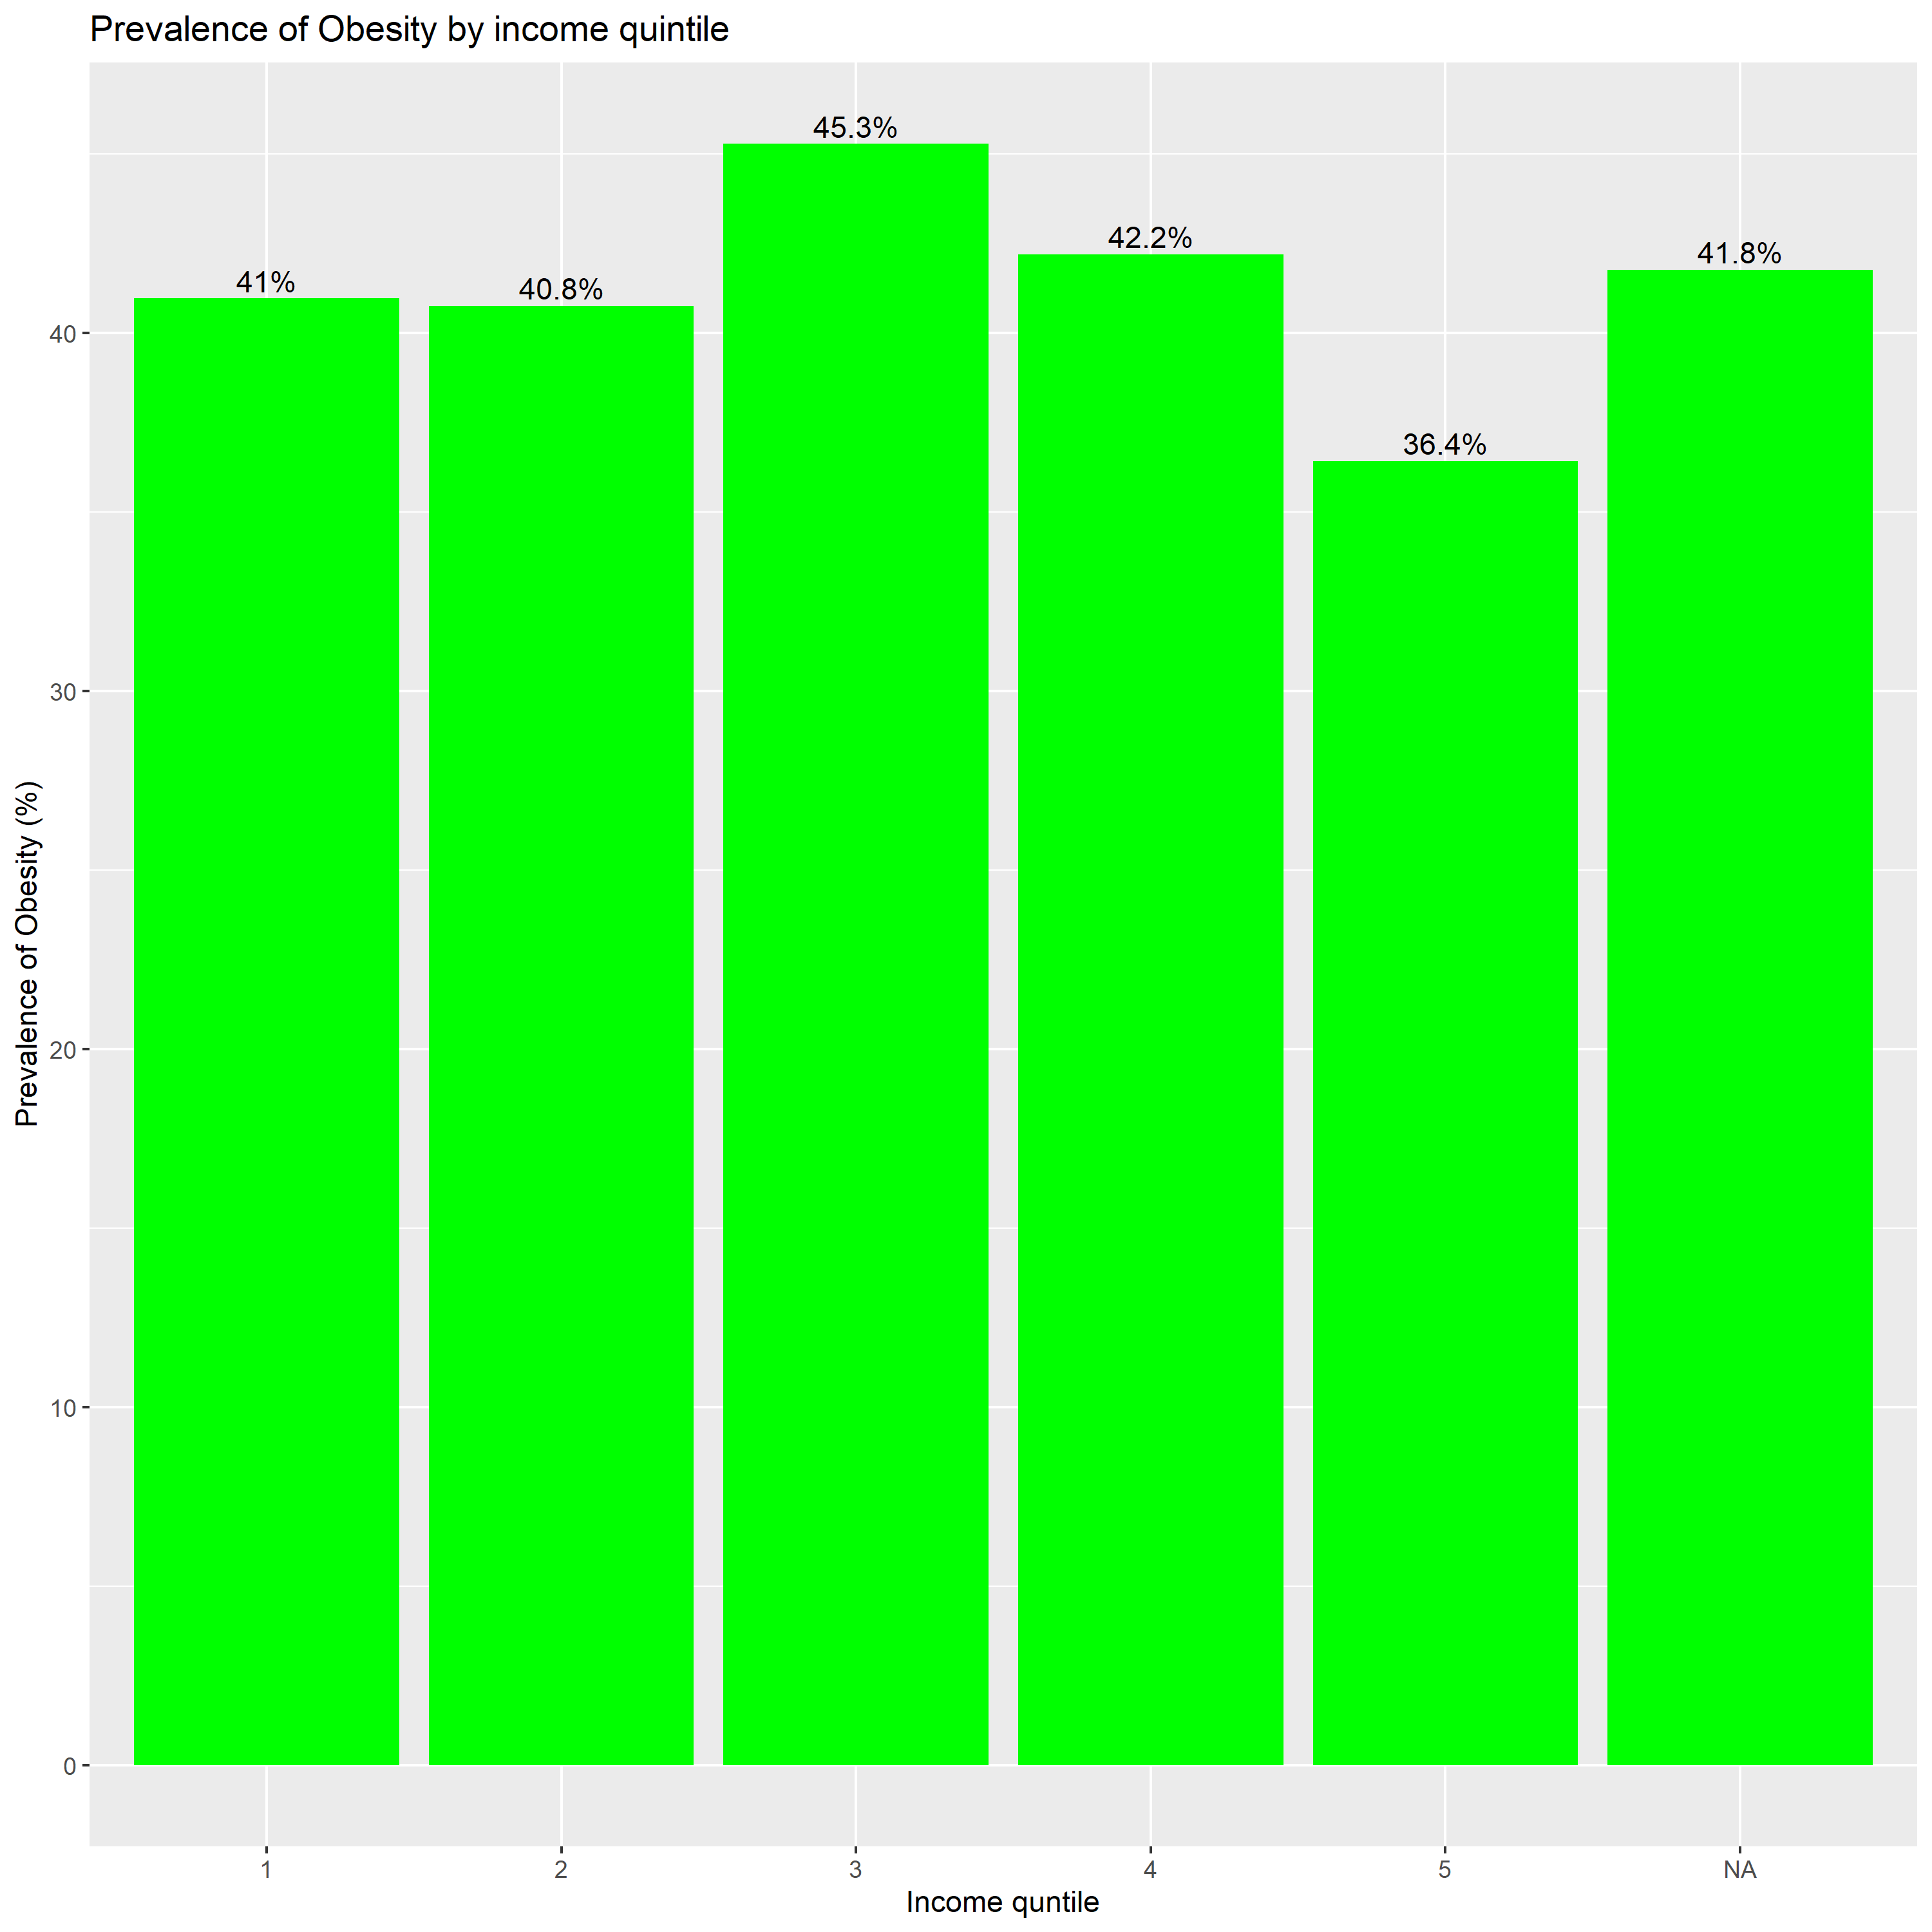 Prevalence of Obesity by income quintile
45.3%
42.2%
41.8%
41%
40.8%
36.4%
40
30
20
10
0
Prevalence of Obesity (%)
1 2 3 4 5 NA
Income quntile